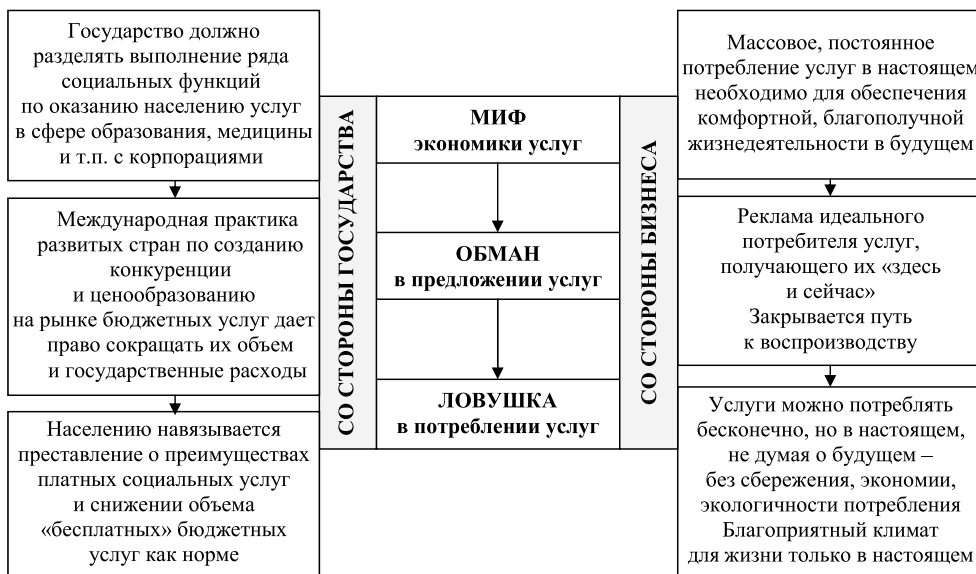 Государство должно
разделять выполнение ряда
социальных функций
по оказанию населению услуг
в сфере образования, медицины
и т.п. с корпорациями
Международная практика
развитых стран по созданию
конкуренции
и ценообразованию
на рынке бюджетных услуг дает
право сокращать их объем
и государственные расходы
Населению навязывается
преставление о преимуществах
платных социальных услуг
и снижении объема
«бесплатных» бюджетных
услуг как норме
СО СТОРОНЫ ГОСУДАРСТВА
МИФ
экономики услуг
ОБМАН
в предложении услуг
ЛОВУШКА
в потреблении услуг
СО СТОРОНЫ БИЗНЕСА
Массовое, постоянное
потребление услуг в настоящем
необходимо для обеспечения
комфортной, благополучной
жизнедеятельности в будущем
Реклама идеального
потребителя услуг,
получающего их «здесь
и сейчас»
Закрывается путь
к воспроизводству
Услуги можно потреблять
бесконечно, но в настоящем,
не думая о будущем –
без сбережения, экономии,
экологичности потребления
Благоприятный климат
для жизни только в настоящем